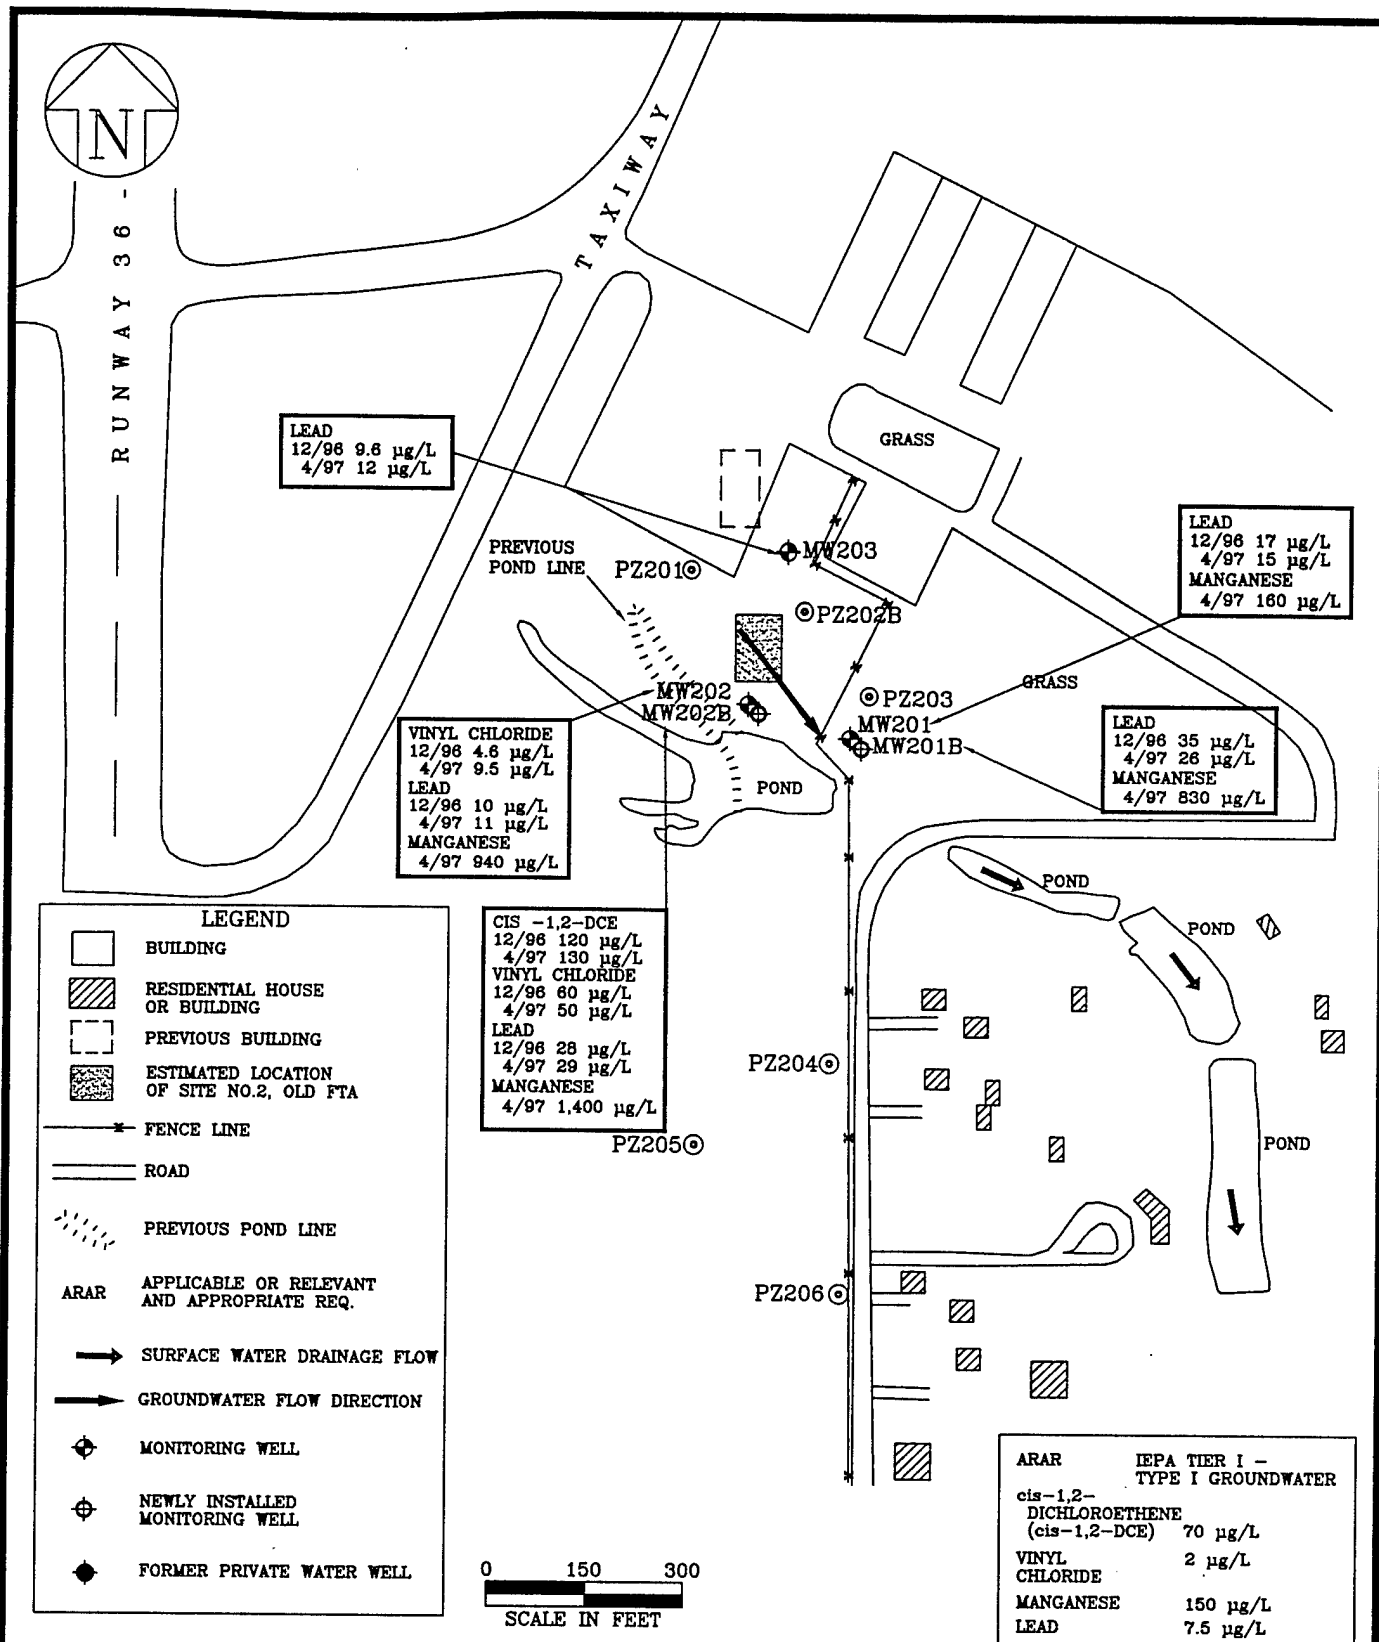 N
RUNWAY 36 -
TAXIWAY
GRASS
LEAD
12/96 9.6 µg/L
4/97 12 µg/L
LEAD
12/96 17 µg/L
4/97 15 µg/L
MANGANESE
4/97 160 µg/L
PREVIOUS
POND LINE
MW203
PZ201
PZ202B
GRASS
PZ203
MW202
MW202B
MW201
MW201B
LEAD
12/96 35 µg/L
4/97 26 µg/L
MANGANESE
4/97 830 µg/L
VINYL CHLORIDE
12/96 4.6 µg/L
4/97 9.5 µg/L
LEAD
12/96 10 µg/L
4/97 11 µg/L
MANGANESE
4/97 940 µg/L
POND
POND
POND
CIS -1,2-DCE
12/96 120 µg/L
4/97 130 µg/L
VINYL CHLORIDE
12/96 60 µg/L
4/97 50 µg/L
LEAD
12/96 28 µg/L
4/97 29 µg/L
MANGANESE
4/97 1,400 µg/L
PZ204
PZ205
POND
PZ206
LEGEND
BUILDING
RESIDENTIAL HOUSE
OR BUILDING
PREVIOUS BUILDING
ESTIMATED LOCATION
OF SITE NO.2, OLD FTA
FENCE LINE
ROAD
PREVIOUS POND LINE
ARAR APPLICABLE OR RELEVANT
AND APPROPRIATE REQ.
SURFACE WATER DRAINAGE FLOW
GROUNDWATER FLOW DIRECTION
MONITORING WELL
NEWLY INSTALLED
MONITORING WELL
FORMER PRIVATE WATER WELL
0 150 300
SCALE IN FEET
ARAR IEPA TIER I -
TYPE I GROUNDWATER
cis-1,2-
DICHLOROETHENE
(cis-1,2-DCE) 70 µg/L
VINYL 2 µg/L
CHLORIDE
MANGANESE 150 µg/L
LEAD 7.5 µg/L